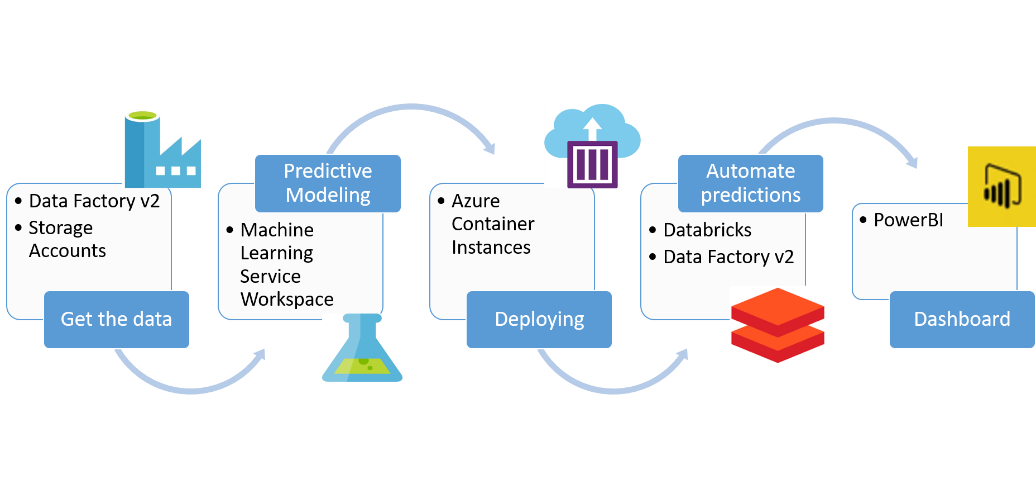 • Data Factory v2
• Storage
Accounts
Get the data
Predictive
Modeling
• Machine
Learning
Service
Workspace
• Azure
Container
Instances
Deploying
Automate
predictions
• Databricks
• Data Factory v2
• PowerBI
Dashboard